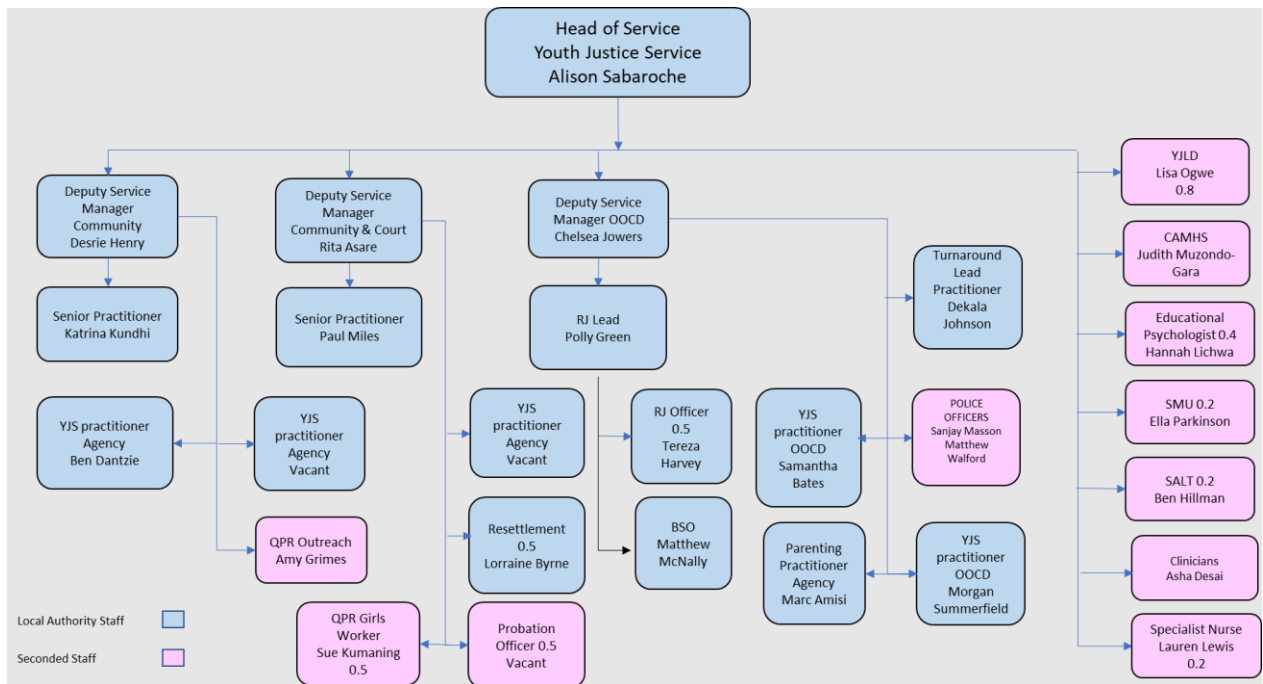 Head of Service
Youth Justice Service
Alison Sabaroche
Deputy Service
Manager
Community
Desrie Henry
Deputy Service
Manager
Community & Court
Rita Asare
Deputy Service
Manager OOCD
Chelsea Jowers
YJLD
Lisa Ogwe
0.8
CAMHS
Judith Muzondo-
Gara
Turnaround
Lead
Practitioner
Dekala
Johnson
Senior Practitioner
Katrina Kundhi
Senior Practitioner
Paul Miles
RJ Lead
Polly Green
Educational
Psychologist 0.4
Hannah Lichwa
YJS practitioner
Agency
Ben Dantzie
YJS
practitioner
Agency
Vacant
YJS
practitioner
Agency
Vacant
RJ Officer
0.5
Tereza
Harvey
YJS
practitioner
OOCD
Samantha
Bates
POLICE
OFFICERS
Sanjay Masson
Matthew
Walford
SMU 0.2
Ella Parkinson
SALT 0.2
Ben Hillman
QPR Outreach
Amy Grimes
Resettlement
0.5
Lorraine Byrne
BSO
Matthew
McNally
Parenting
Practitioner
Agency
Marc Amisi
YJS
practitioner
OOCD
Morgan
Summerfield
Clinicians
Asha Desai
QPR Girls
Worker
Sue Kumaning
0.5
Probation
Officer 0.5
Vacant
Specialist Nurse
Lauren Lewis
0.2
Local Authority Staff
Seconded Staff